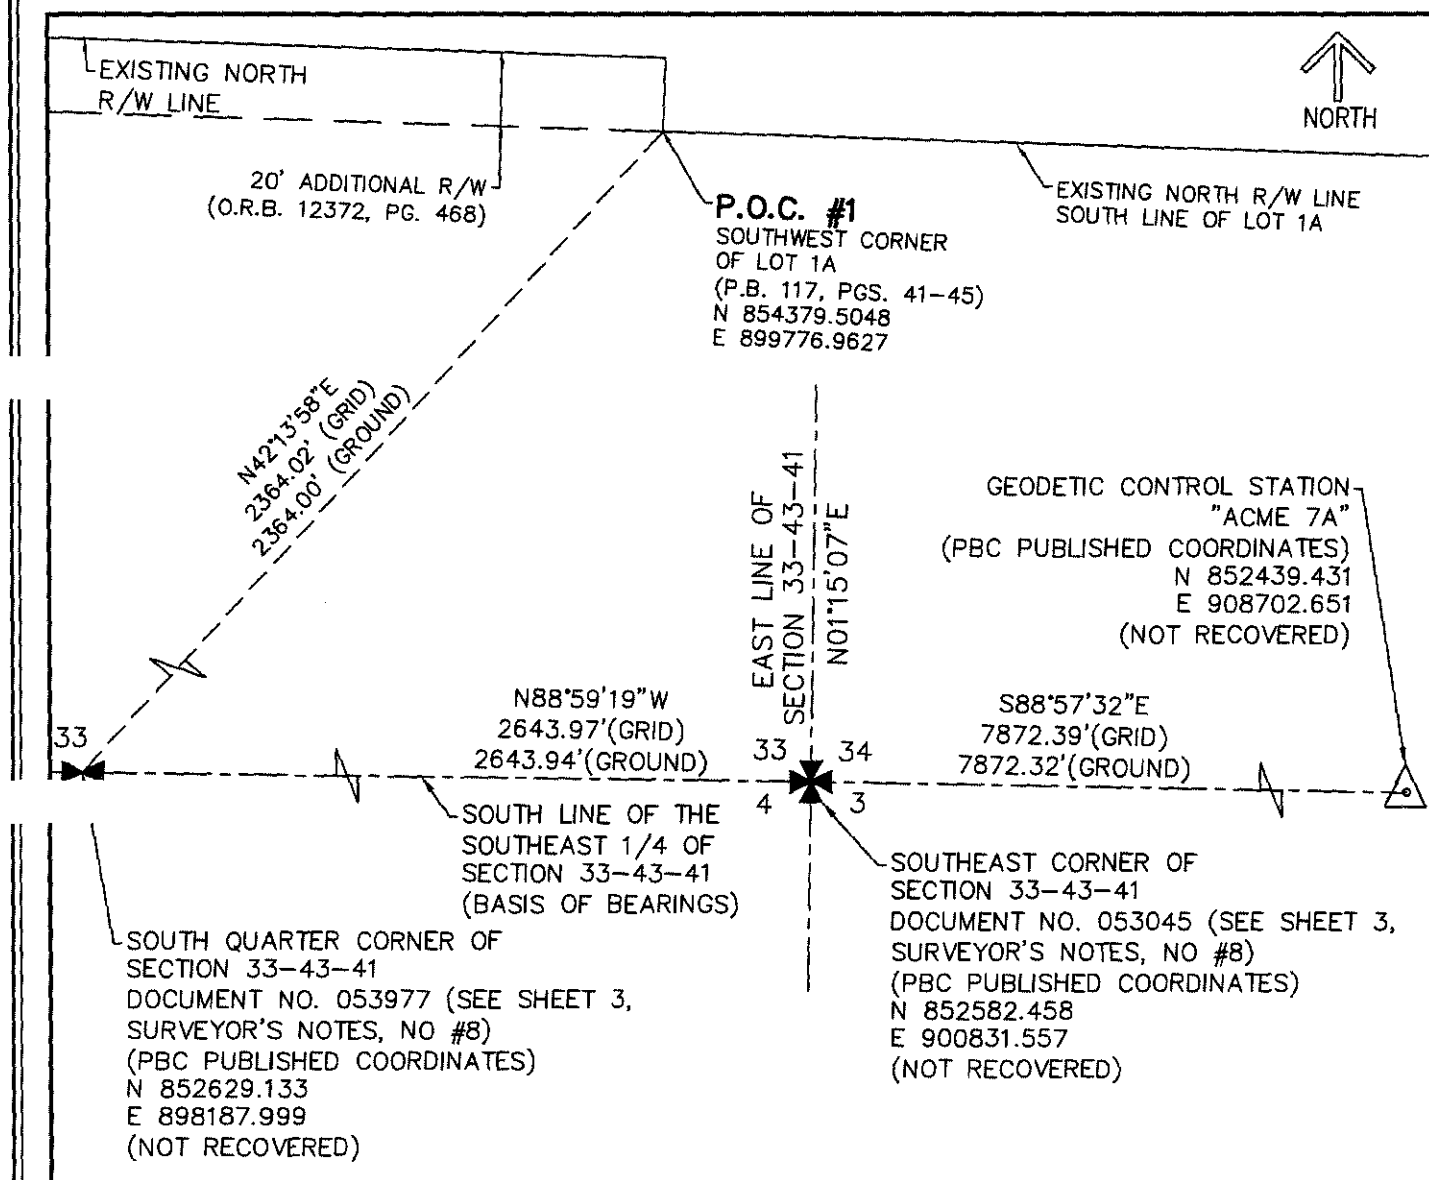 EXISTING NORTH
R/W LINE
NORTH
20' ADDITIONAL R/W
(O.R.B. 12372, PG. 468)
P.O.C. #1
SOUTHWEST CORNER
OF LOT 1A
(P.B. 117, PGS. 41-45)
N 854379.5048
E 899776.9627
EXISTING NORTH R/W LINE
SOUTH LINE OF LOT 1A
N42°13'58"E
2364.02' (GRID)
2364.00' (GROUND)
EAST LINE OF
SECTION 33-43-41
N01°15'07"E
GEODETIC CONTROL STATION
"ACME 7A"
(PBC PUBLISHED COORDINATES)
N 852439.431
E 908702.651
(NOT RECOVERED)
N88°59'19"W
2643.97'(GRID)
2643.94'(GROUND)
S88°57'32"E
7872.39'(GRID)
7872.32'(GROUND)
33
33
34
4
3
SOUTH LINE OF THE
SOUTHEAST 1/4 OF
SECTION 33-43-41
(BASIS OF BEARINGS)
SOUTHEAST CORNER OF
SECTION 33-43-41
DOCUMENT NO. 053045 (SEE SHEET 3,
SURVEYOR'S NOTES, NO #8)
(PBC PUBLISHED COORDINATES)
N 852582.458
E 900831.557
(NOT RECOVERED)
SOUTH QUARTER CORNER OF
SECTION 33-43-41
DOCUMENT NO. 053977 (SEE SHEET 3,
SURVEYOR'S NOTES, NO #8)
(PBC PUBLISHED COORDINATES)
N 852629.133
E 898187.999
(NOT RECOVERED)